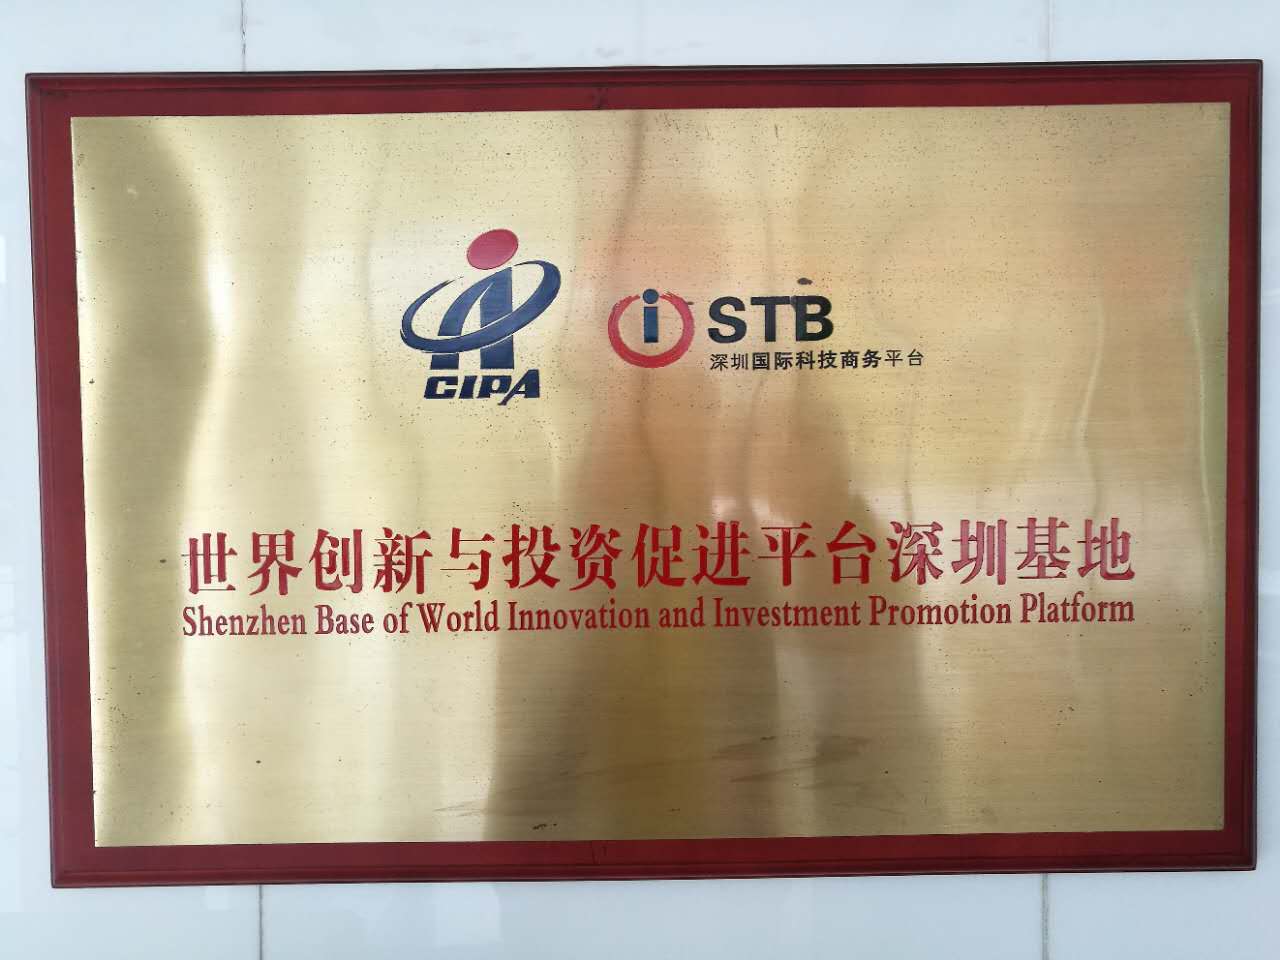 CIPA
i STB
深圳国际科技商务平台
世界创新与投资促进平台深圳基地
Shenzhen Base of World Innovation and Investment Promotion Platform